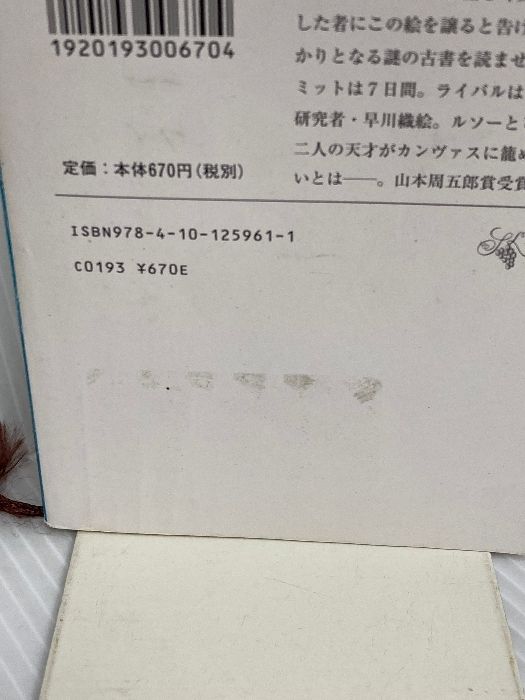 1920193006704
定価：本体670円（税別）
ISBN978-4-10-125961-1
C0193 ¥670E
した者にこの絵を譲ると告げ
かりとなる謎の古書を読ませ
ミットは7日間。ライバルは
研究者・早川織絵。ルソーと
二人の天才がカンヴァスに籠め
いとは――。山本周五郎賞受賞